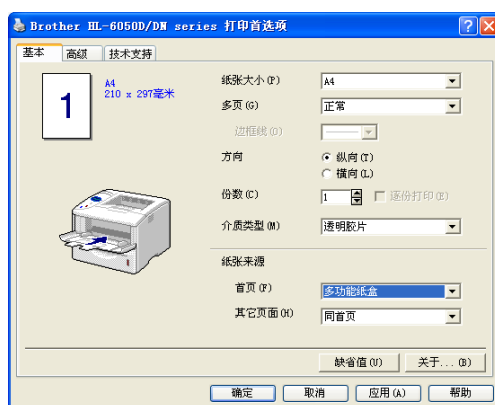 Brother HL-6050D/DN series 打印首选项
基本 高级 技术支持
1
A4
210 x 297毫米
纸张大小(P) A4
多页(G) 正常
边框线(O)
方向 纵向(T)
横向(L)
份数(C) 1 逐份打印(E)
介质类型(M) 透明胶片
纸张来源
首页(F) 多功能纸盒
其它页面(H) 同首页
缺省值(U) 关于...(B)
确定 取消 应用(A) 帮助